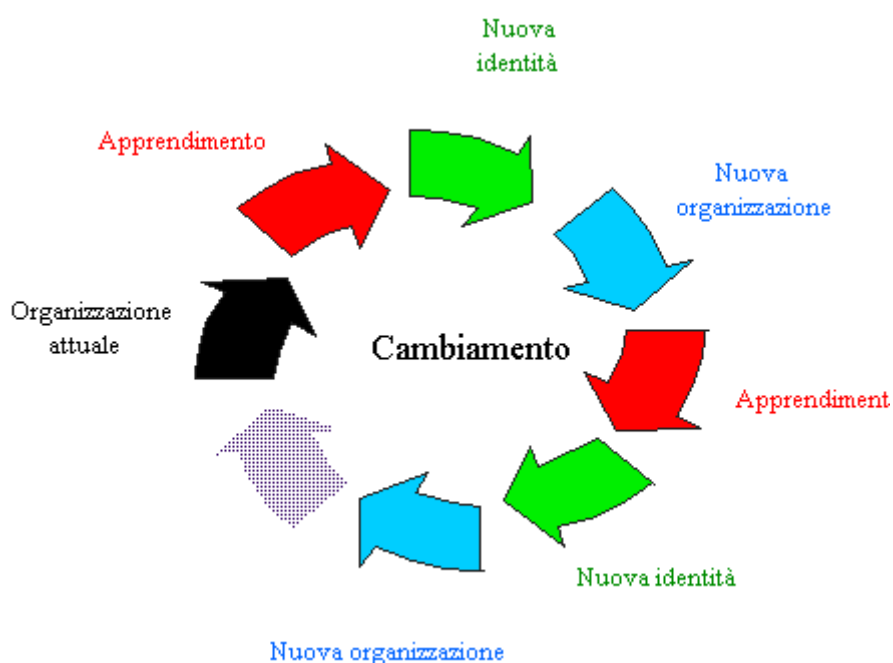 Nuova
identità
Apprendimento
Nuova
organizzazione
Organizzazione
attuale
Cambiamento
Apprendiment
Nuova identità
Nuova organizzazione